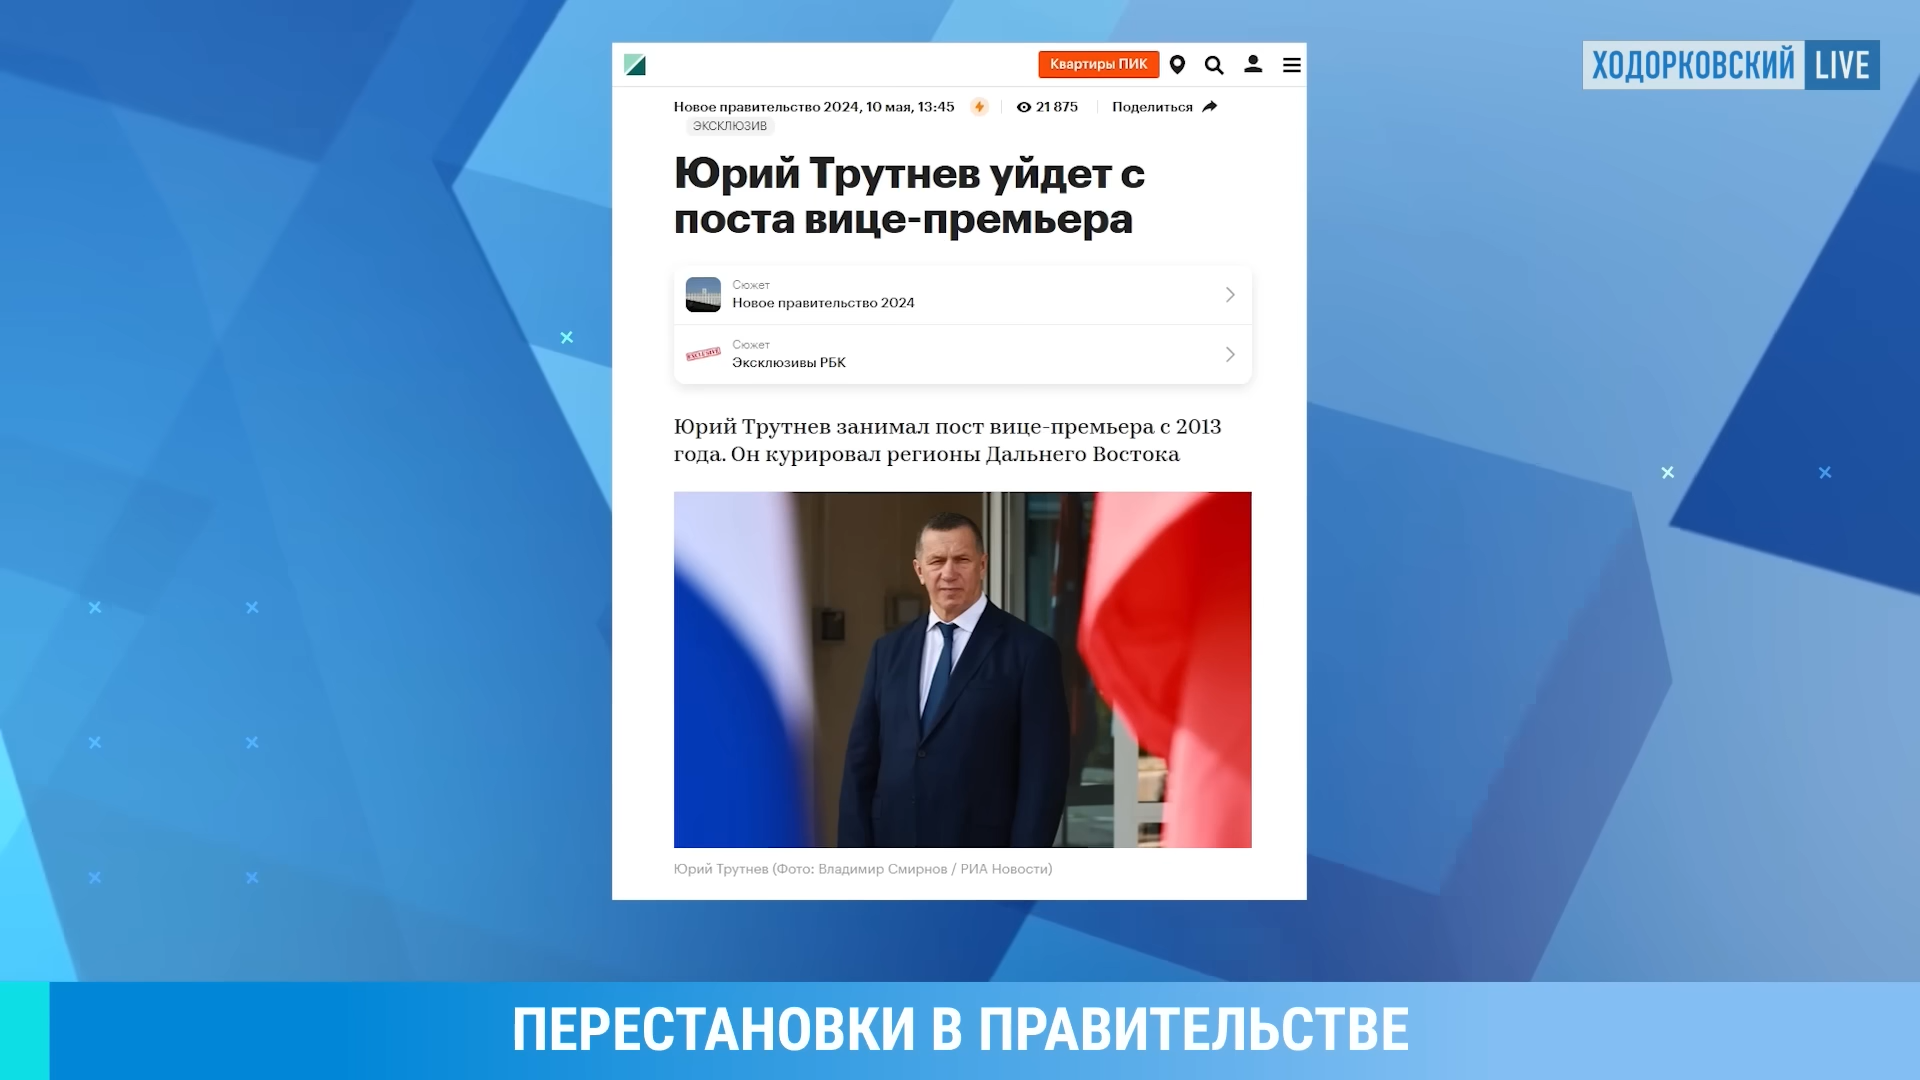 ХОДОРКОВСКИЙ LIVE
Квартиры ПИК
Новое правительство 2024, 10 мая, 13:45 21 875 Поделиться
ЭКСКЛЮЗИВ
Юрий Трутнев уйдет с
поста вице-премьера
Сюжет
Новое правительство 2024
EXCLUSIVE
Сюжет
Эксклюзивы РБК
Юрий Трутнев занимал пост вице-премьера с 2013
года. Он курировал регионы Дальнего Востока
Юрий Трутнев (Фото: Владимир Смирнов / РИА Новости)
ПЕРЕСТАНОВКИ В ПРАВИТЕЛЬСТВЕ